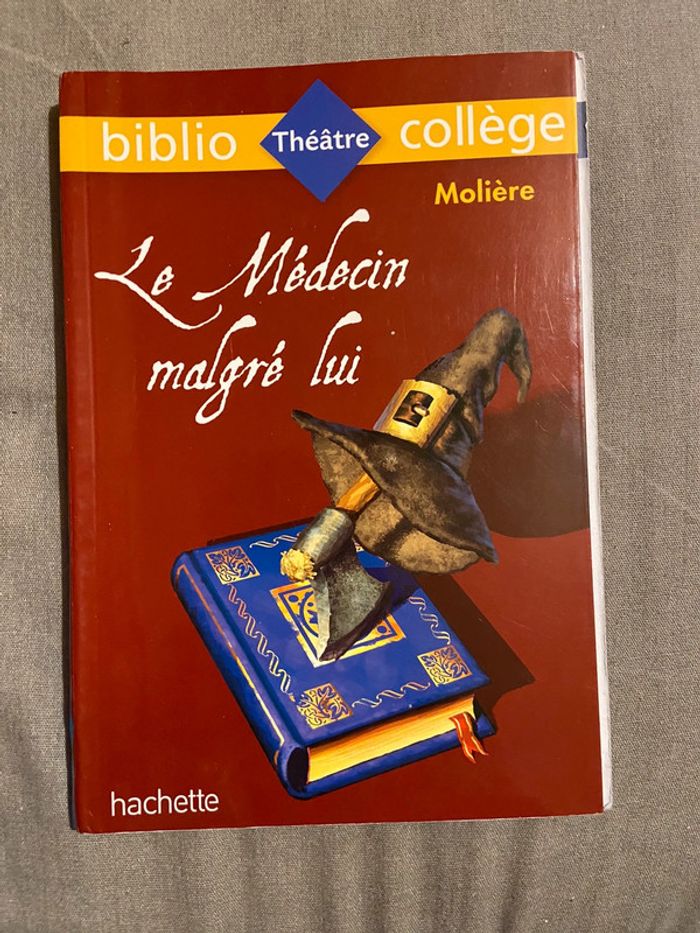 biblio Théâtre collège
Molière
Le Médecin
malgré lui
hachette